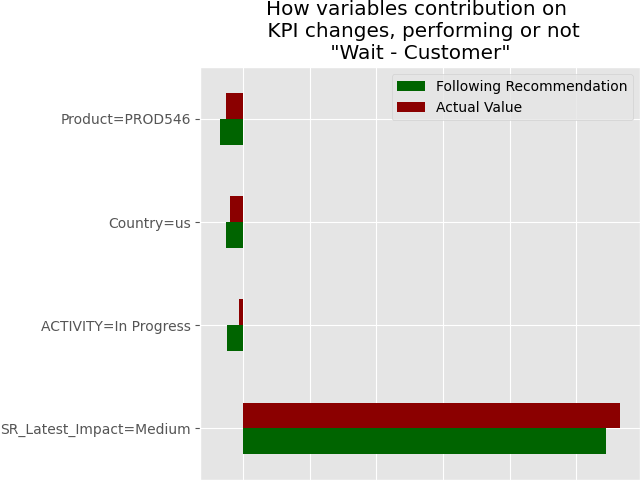 How variables contribution on
KPI changes, performing or not
"Wait - Customer"
Following Recommendation
Actual Value
Product=PROD546
Country=us
ACTIVITY=In Progress
SR_Latest_Impact=Medium